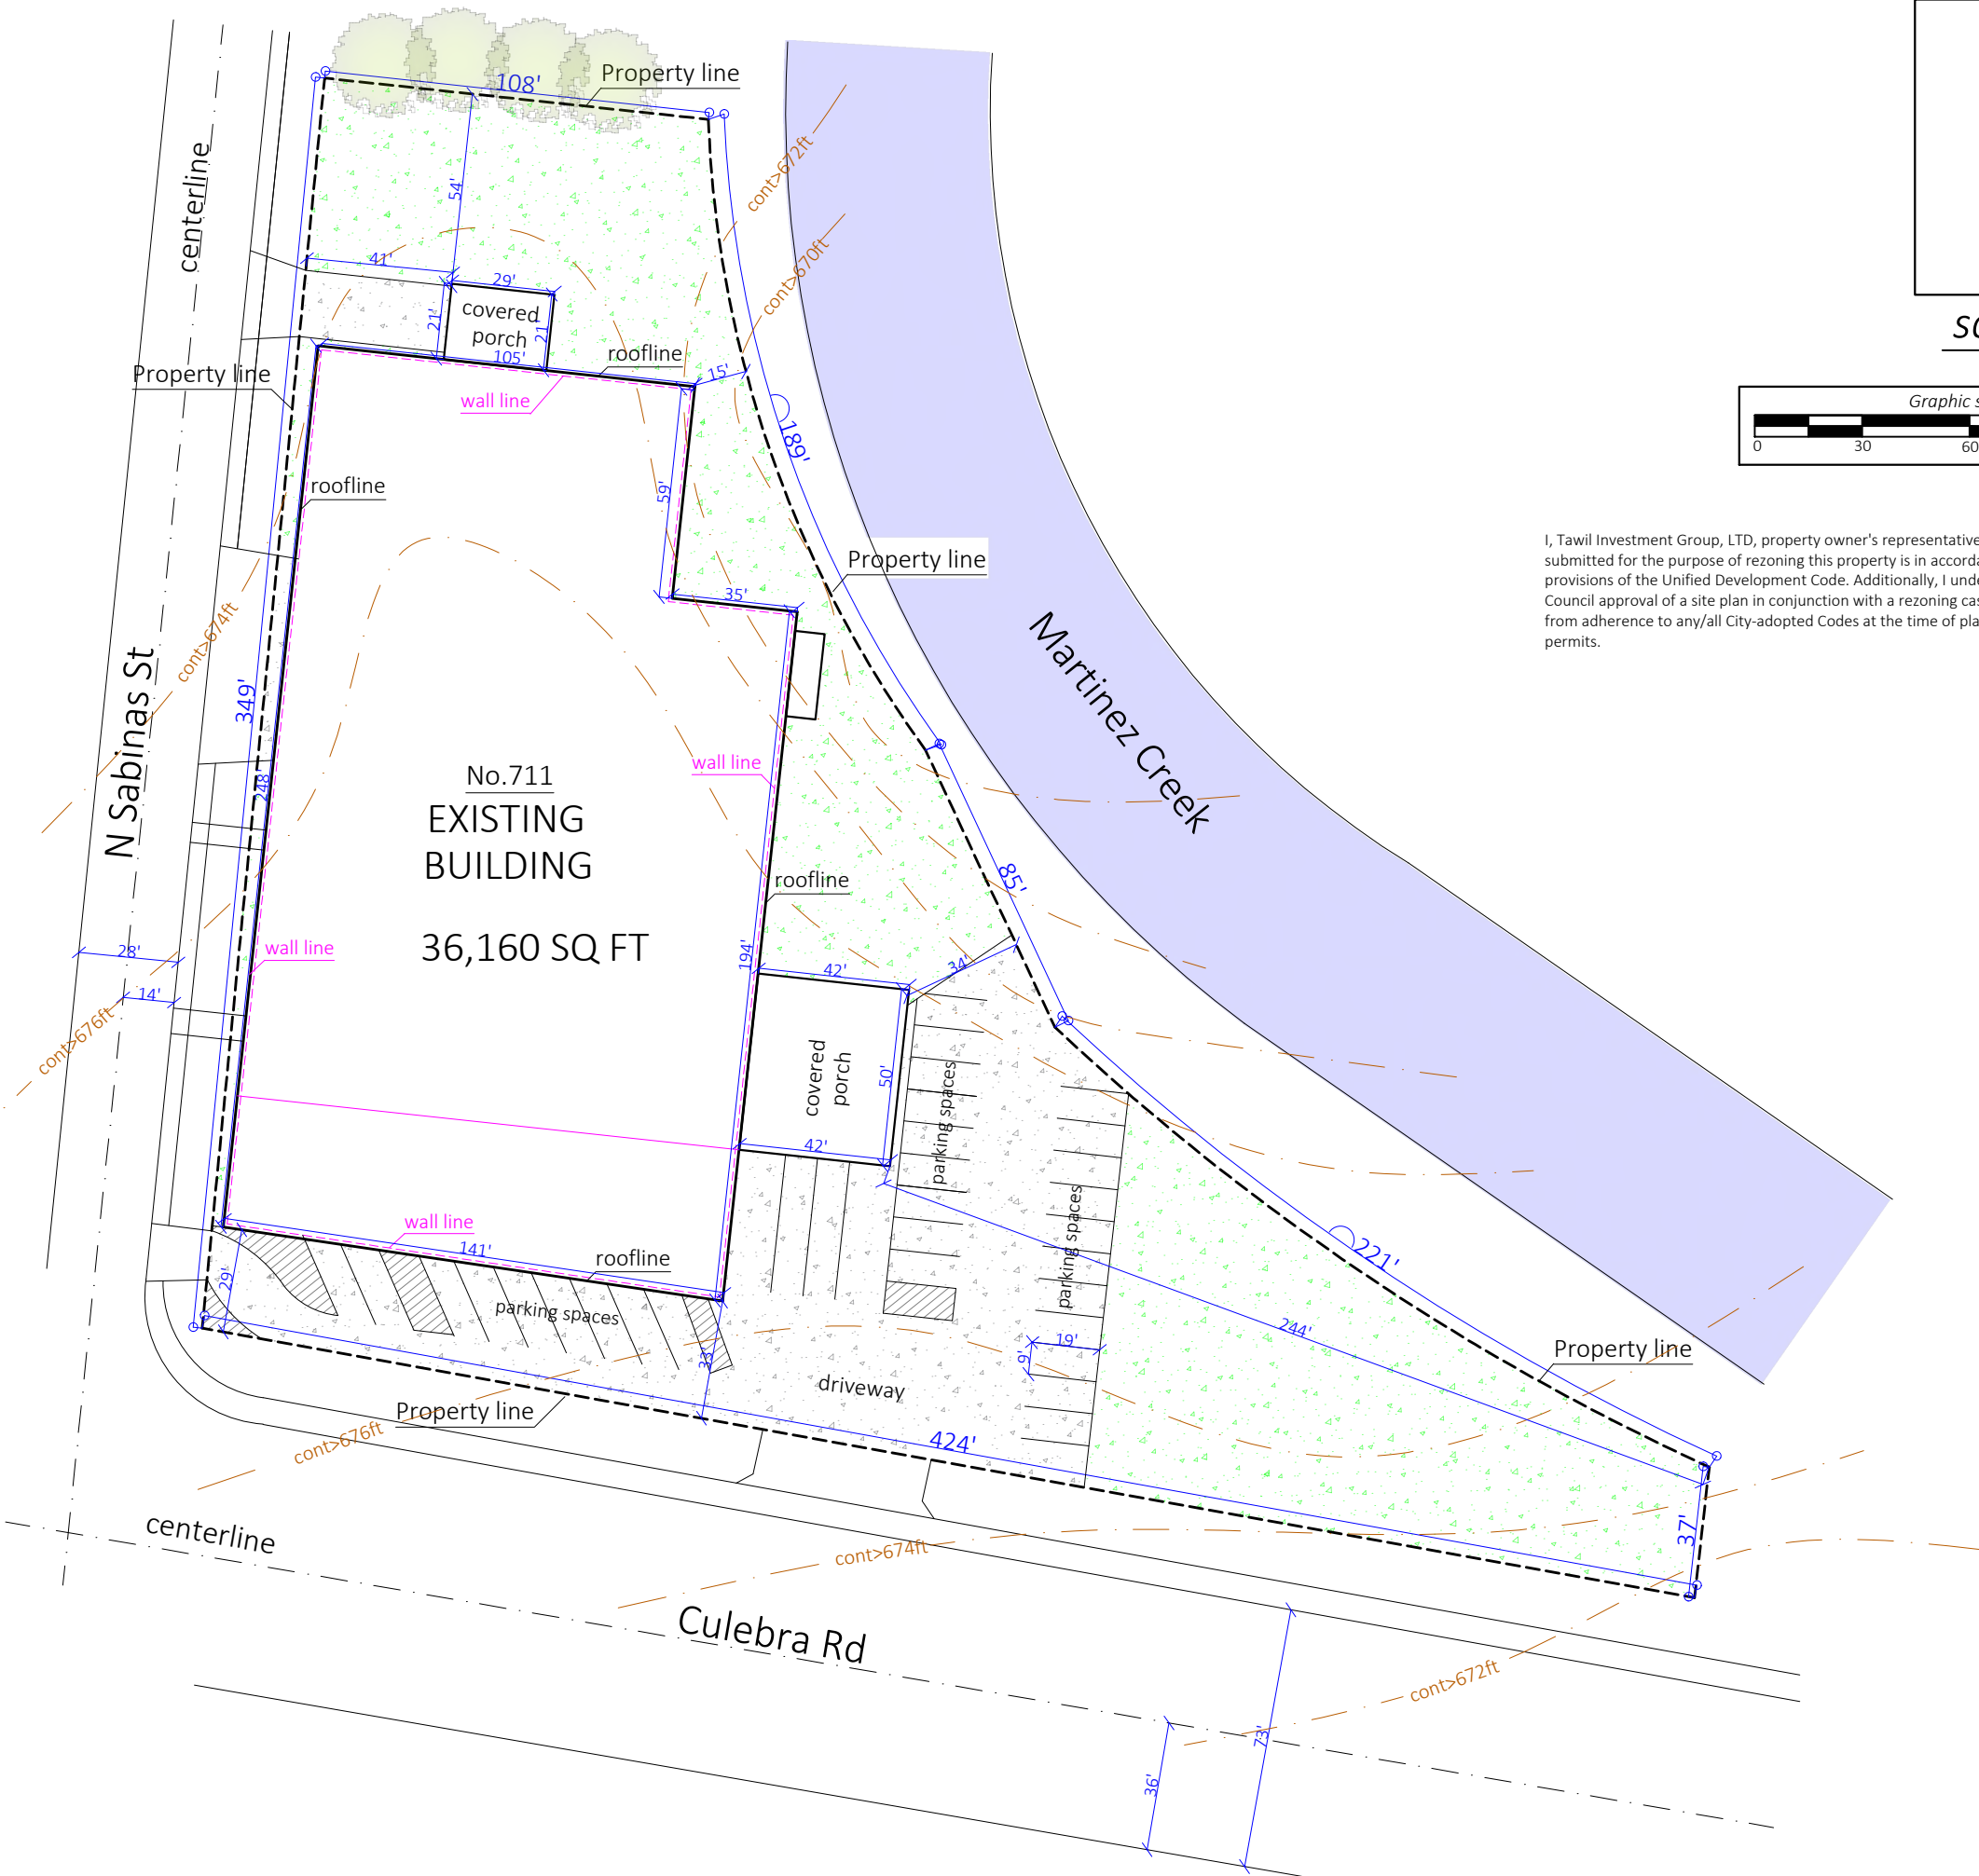 108'
Property line
centerline
54'
cont>672ft
cont>670ft
41'
29'
21'
covered
porch
21'
105'
roofline
15'
Property line
wall line
189'
Graphic
0
30
60
roofline
59'
Property line
35'
I, Tawil Investment Group, LTD, property owner's representative
submitted for the purpose of rezoning this property is in
provisions of the Unified Development Code. Additionally, I
Council approval of a site plan in conjunction with a rezoning
from adherence to any/all City-adopted Codes at the time of
permits.
cont>674ft
N Sabinas St
349'
248'
Martinez Creek
No.711
EXISTING
BUILDING
36,160 SQ FT
wall line
roofline
85'
wall line
28'
14'
194'
42'
34'
cont>676ft
covered
porch
50'
parking spaces
42'
parking spaces
wall line
141'
roofline
29'
parking spaces
33'
221'
244'
19'
9'
driveway
Property line
Property line
424'
cont>676ft
37'
centerline
cont>674ft
Culebra Rd
cont>672ft
73'
36'